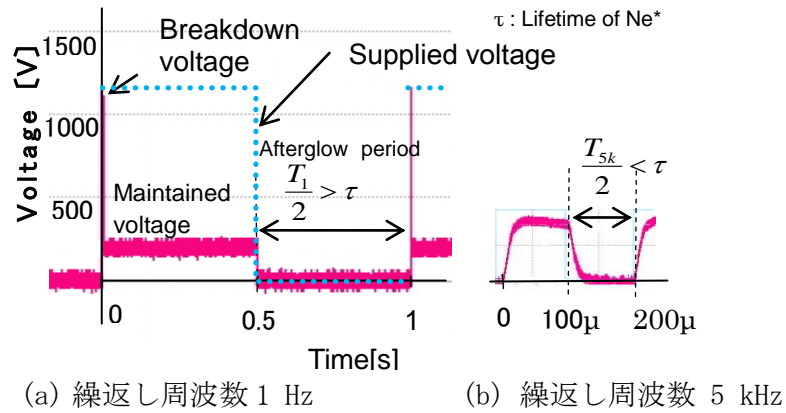 τ : Lifetime of Ne*
1500
Breakdown
voltage
Supplied voltage
Voltage [V]
1000
Afterglow period
T₁/2 > τ
T₅ₖ/2 < τ
Maintained
voltage
500
0
0.5
1
0
100μ
200μ
Time[s]
(a) 繰返し周波数 1 Hz
(b) 繰返し周波数 5 kHz